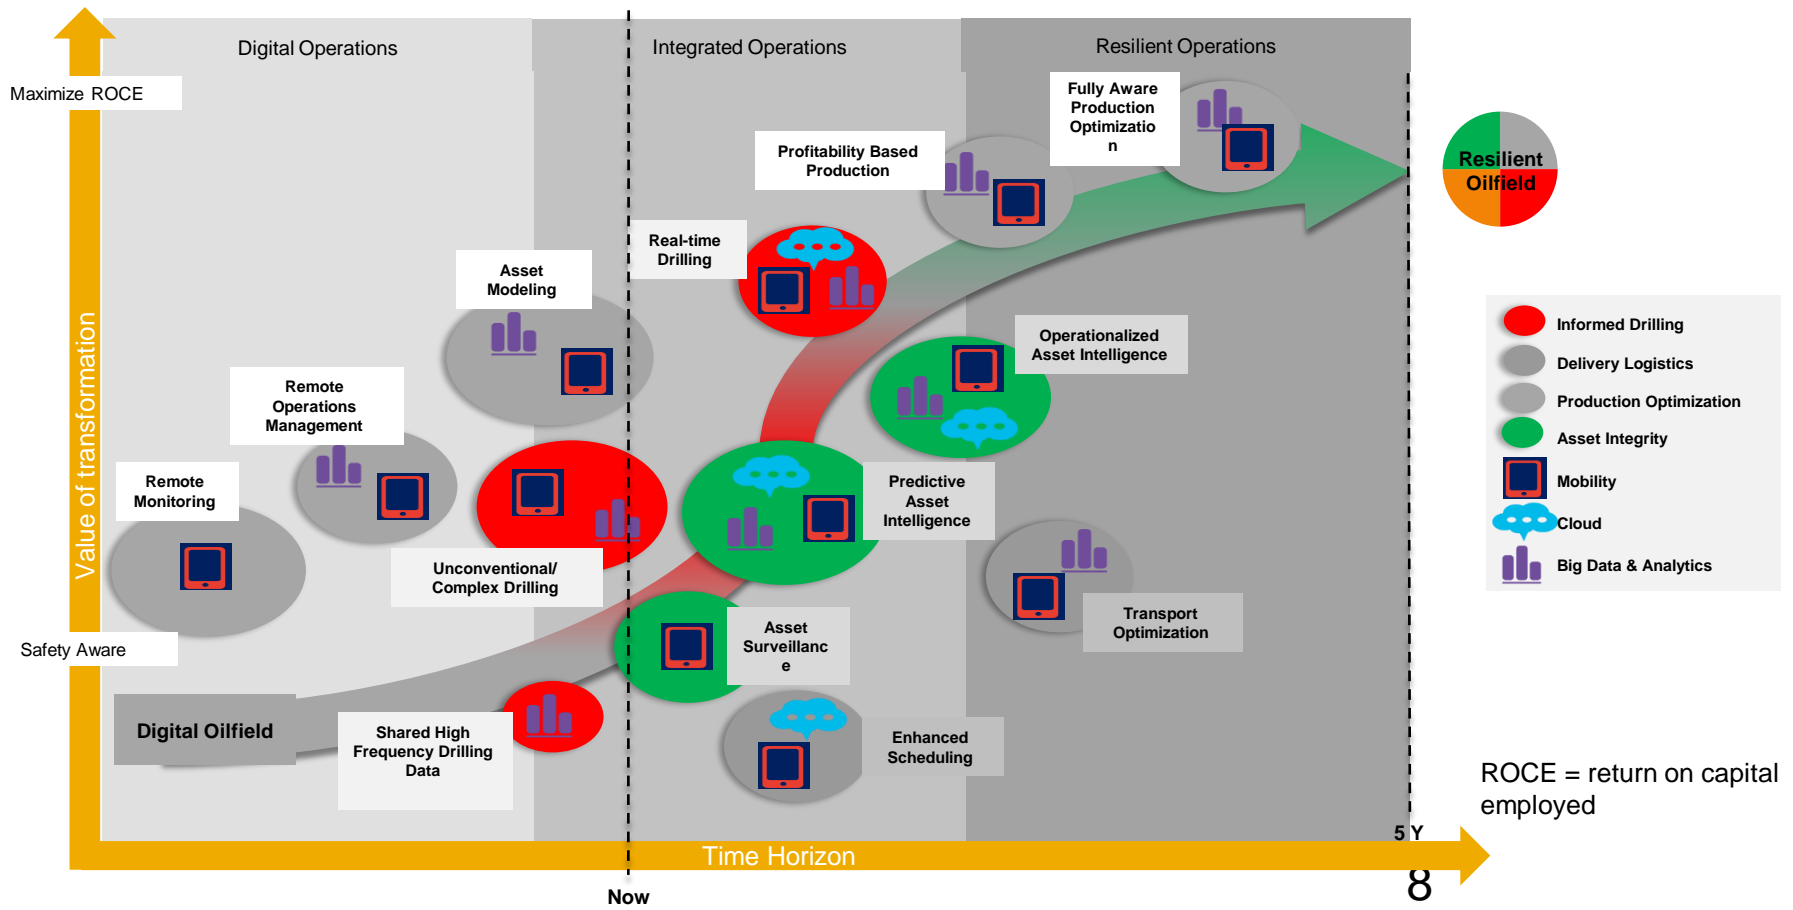 Digital Operations
Integrated Operations
Resilient Operations
Maximize ROCE
Fully Aware
Production
Optimizatio
n
Profitability Based
Production
Resilient
Oilfield
Real-time
Drilling
Asset
Modeling
Operationalized
Asset Intelligence
Remote
Operations
Management
Remote
Monitoring
Predictive
Asset
Intelligence
Unconventional/
Complex Drilling
Value of transformation
Safety Aware
Asset
Surveillanc
e
Transport
Optimization
Digital Oilfield
Shared High
Frequency Drilling
Data
Enhanced
Scheduling
Informed Drilling
Delivery Logistics
Production Optimization
Asset Integrity
Mobility
Cloud
Big Data & Analytics
ROCE = return on capital
employed
5 Y
Time Horizon
Now
8